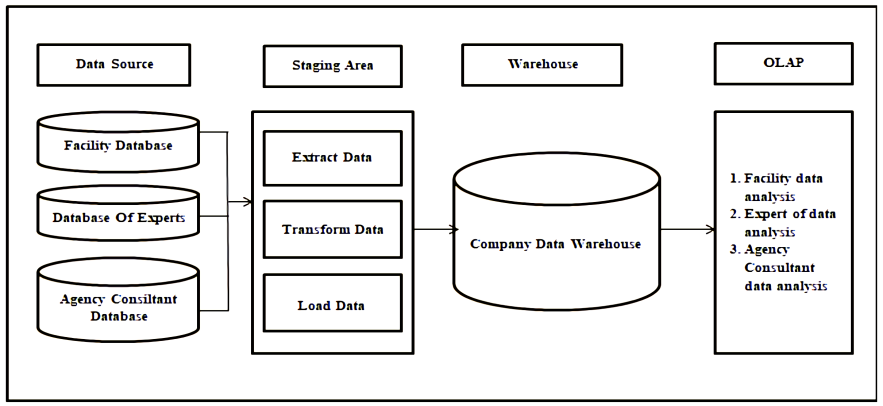 Data Source
Staging Area
Warehouse
OLAP
Facility Database
Database Of Experts
Agency Consiltant
Database
Extract Data
Transform Data
Load Data
Company Data Warehouse
1. Facility data
analysis
2. Expert of data
analysis
3. Agency
Consultant
data analysis